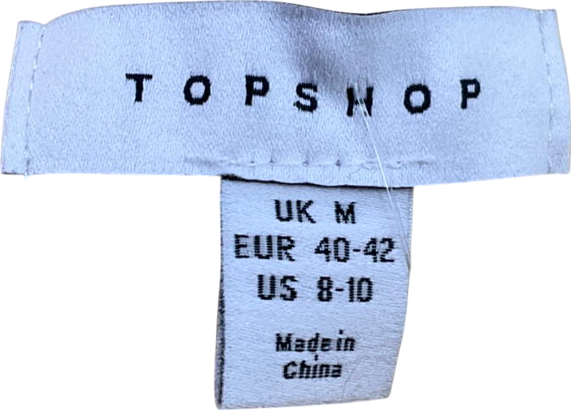 TOPSHOP
UK M
EUR 40-42
US 8-10
Made in
China